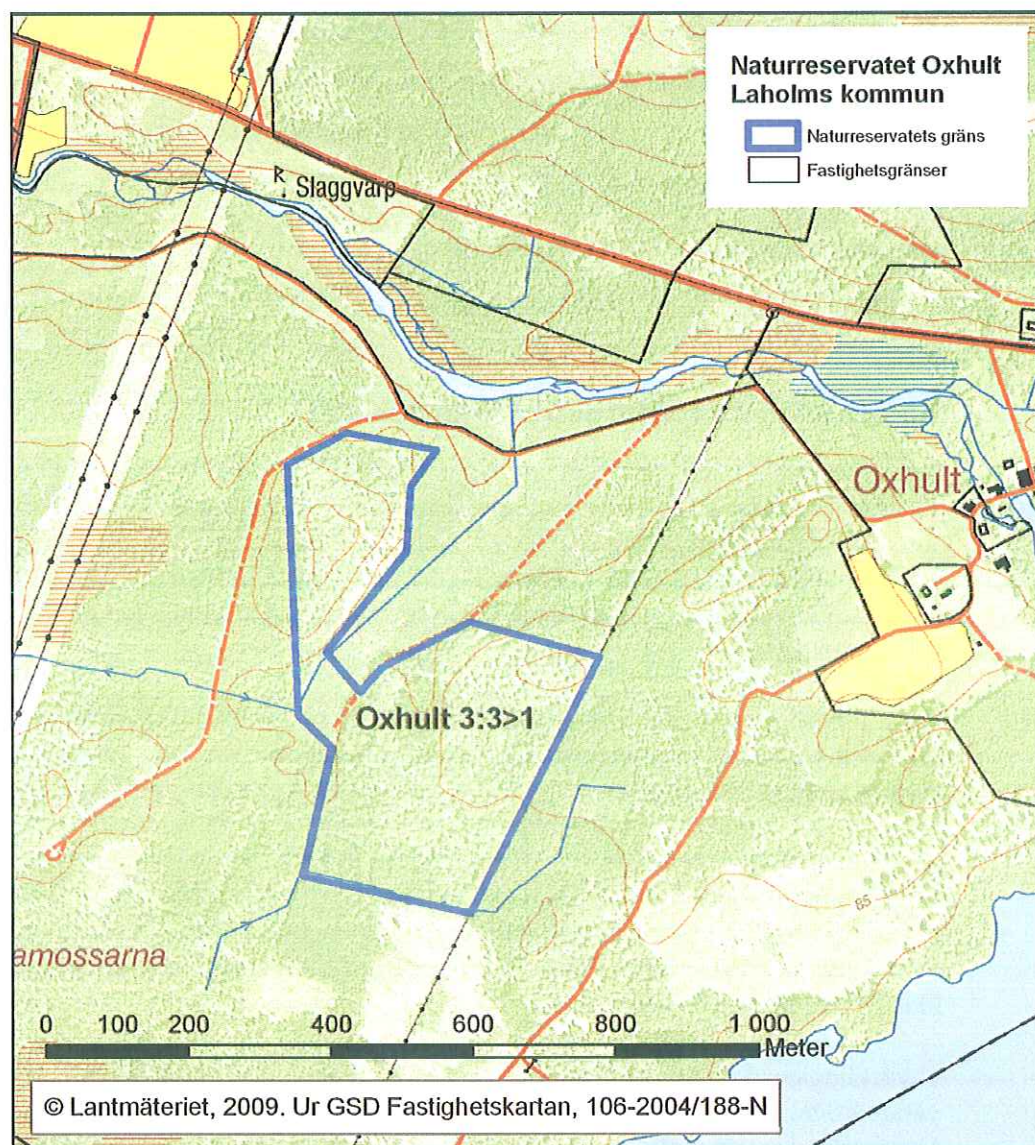 Naturreservatet Oxhult
Laholms kommun
Naturreservatets gräns
Fastighetsgränser
R
Slaggvarp
Oxhult
Oxhult 3:3>1
85
amossarna
0 100 200 400 600 800 1 000
Meter
© Lantmäteriet, 2009. Ur GSD Fastighetskartan, 106-2004/188-N